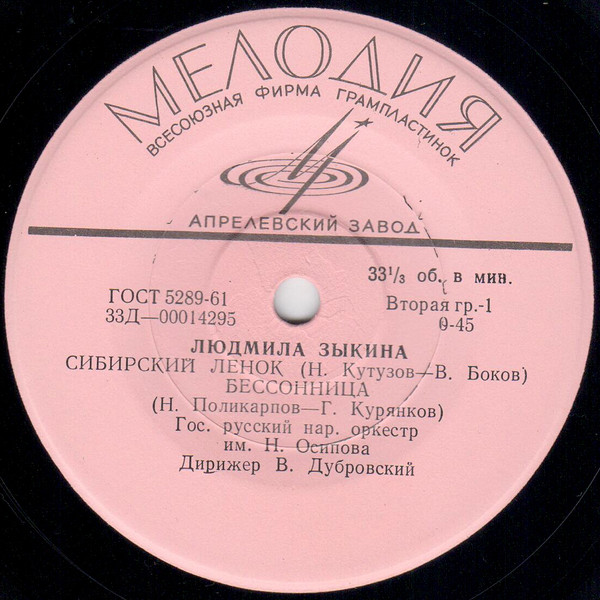 МЕЛОДИЯ
ВСЕСОЮЗНАЯ ФИРМА ГРАМПЛАСТИНОК
АПРЕЛЕВСКИЙ ЗАВОД
33⅓ об. в мин.
ГОСТ 5289-61
Вторая гр.-1
33Д—00014295
0-45
ЛЮДМИЛА ЗЫКИНА
СИБИРСКИЙ ЛЕНОК (Н. Кутузов—В. Боков)
БЕССОННИЦА
(Н. Поликарпов—Г. Курянков)
Гос. русский нар. оркестр
им. Н. Осипова
Дирижер В. Дубровский